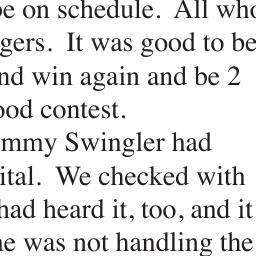 be on schedule. All who
gers. It was good to be
nd win again and be 2
ood contest.
mmy Swingler had
ital. We checked with
had heard it, too, and it
he was not handling the